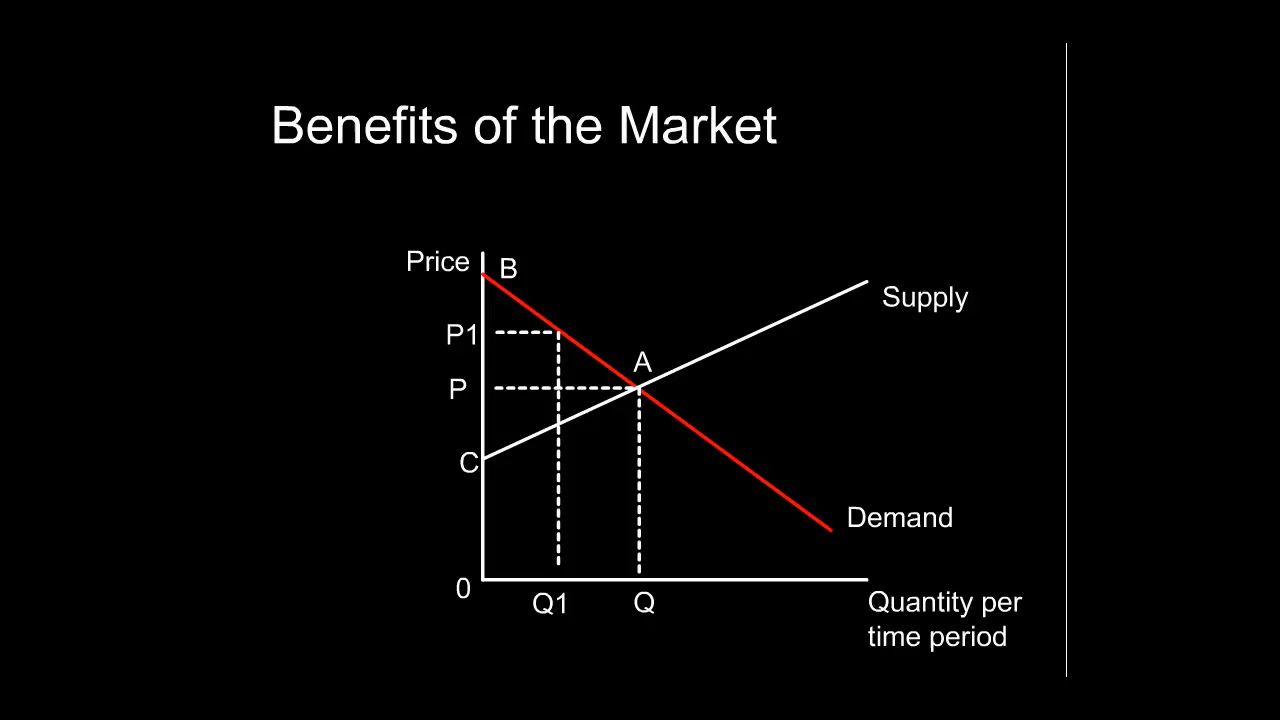 Benefits of the Market
Price
B
Supply
P1
A
P
C
Demand
0
Q1
Q
Quantity per
time period